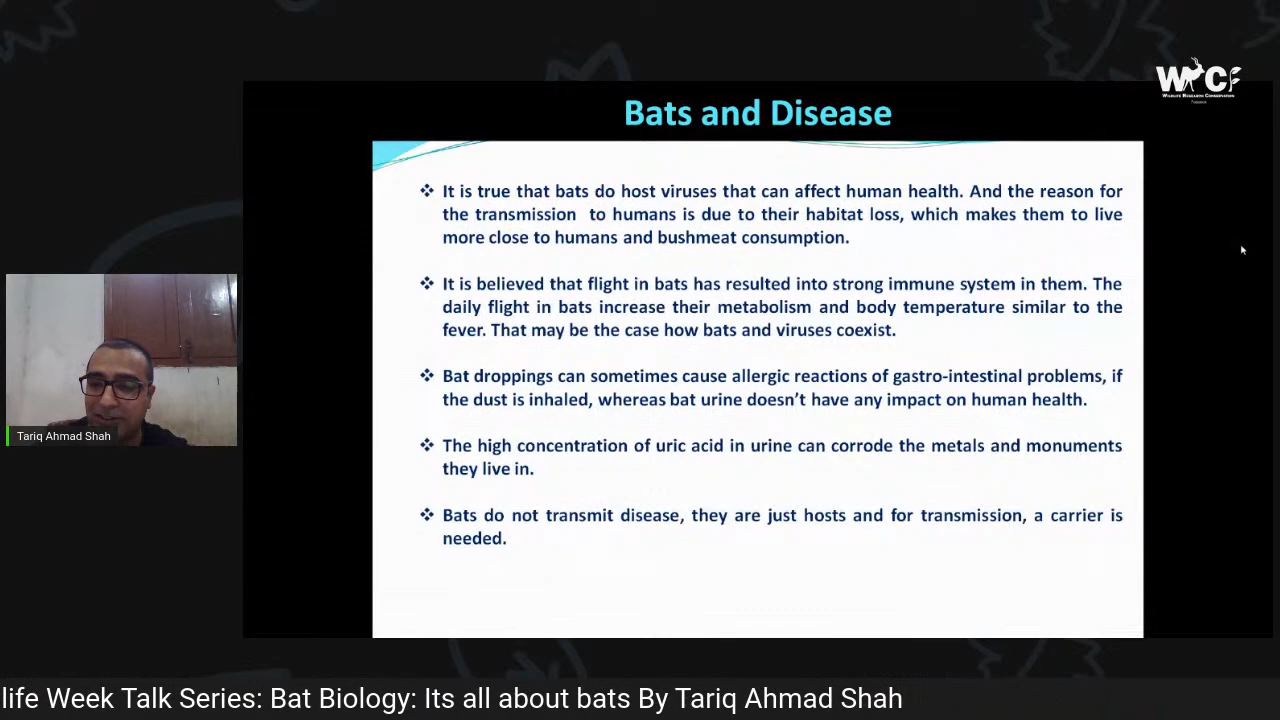 WRCF
WILDLIFE RESEARCH CONSERVATION
Bats and Disease
❖ It is true that bats do host viruses that can affect human health. And the reason for
the transmission to humans is due to their habitat loss, which makes them to live
more close to humans and bushmeat consumption.
❖ It is believed that flight in bats has resulted into strong immune system in them. The
daily flight in bats increase their metabolism and body temperature similar to the
fever. That may be the case how bats and viruses coexist.
❖ Bat droppings can sometimes cause allergic reactions of gastro-intestinal problems, if
the dust is inhaled, whereas bat urine doesn't have any impact on human health.
❖ The high concentration of uric acid in urine can corrode the metals and monuments
they live in.
❖ Bats do not transmit disease, they are just hosts and for transmission, a carrier is
needed.
Tariq Ahmad Shah
life Week Talk Series: Bat Biology: Its all about bats By Tariq Ahmad Shah